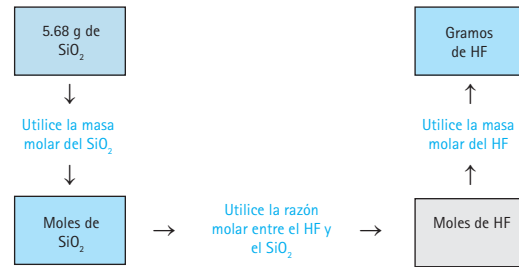 5.68 g de
SiO₂
Utilice la masa
molar del SiO₂
Moles de
SiO₂
Utilice la razón
molar entre el HF y
el SiO₂
Moles de HF
Utilice la masa
molar del HF
Gramos
de HF